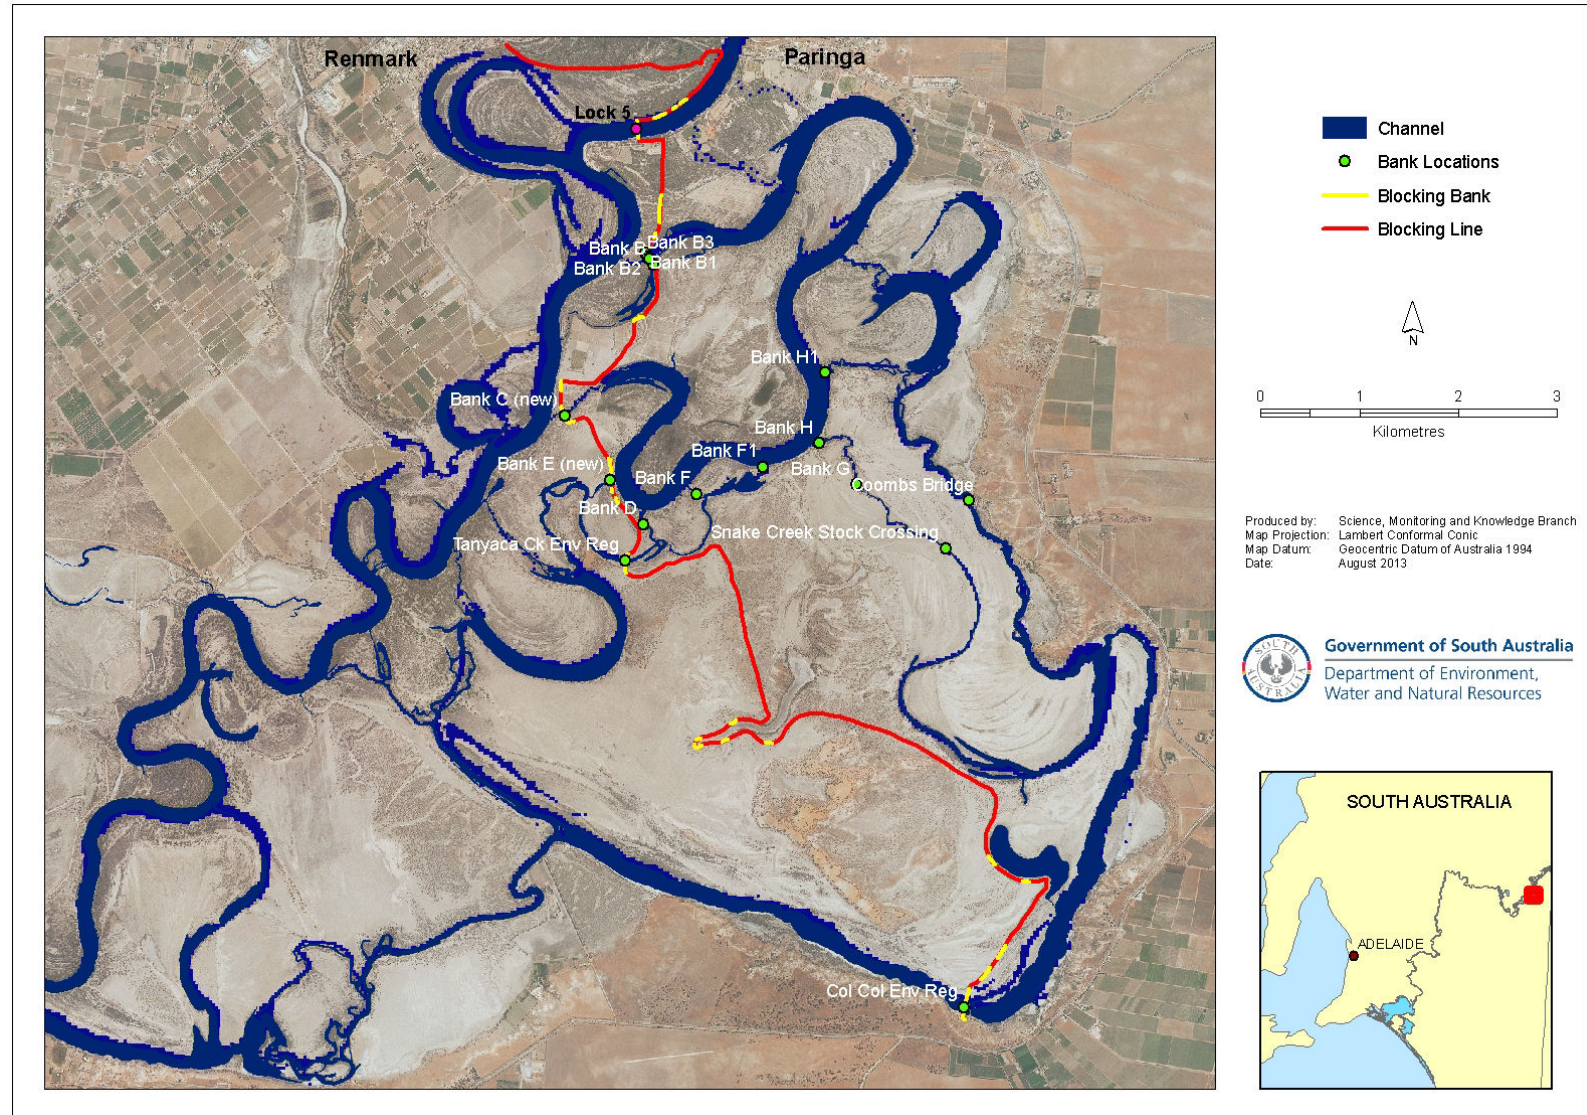 Renmark
Paringa
Lock 5
Bank B
Bank B3
Bank B2
Bank B1
Bank H1
Bank C (new)
Bank H
Bank F1
Bank E (new)
Bank F
Bank G
Coombs Bridge
Bank D
Snake Creek Stock Crossing
Tanyaca Ck Env Reg
Col Col Env Reg
Channel
Bank Locations
Blocking Bank
Blocking Line
N
0 1 2 3
Kilometres
Produced by: Science, Monitoring and Knowledge Branch
Map Projection: Lambert Conformal Conic
Map Datum: Geocentric Datum of Australia 1994
Date: August 2013
SOUTH AUSTRALIA
Government of South Australia
Department of Environment,
Water and Natural Resources
SOUTH AUSTRALIA
ADELAIDE